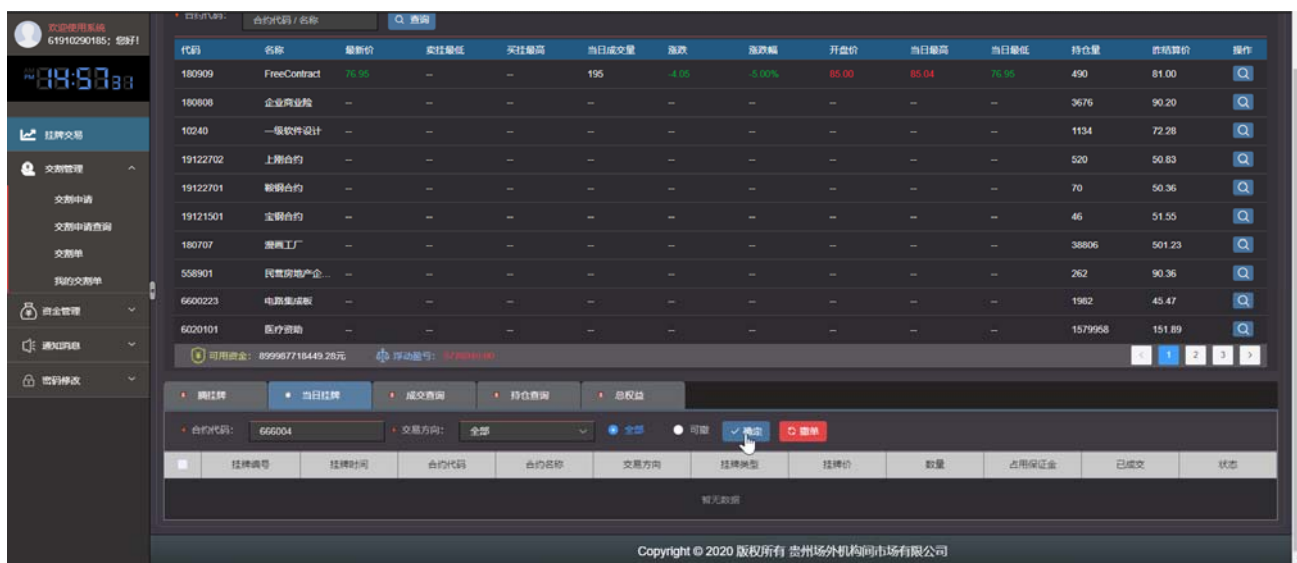 欢迎使用系统
61910290185；您好!
14:57 38
挂牌交易
交割管理
交割申请
交割申请查询
交割单
我的交割单
资金管理
通知消息
密码修改
合约代码: 合约代码 / 名称 查询
代码 名称 最新价 卖挂最低 买挂最高 当日成交量 涨跌 涨跌幅 开盘价 当日最高 当日最低 持仓量 昨结算价 操作
180909 FreeContract 76.95 -- -- 195 -4.05 -5.00% 85.00 85.04 76.95 490 81.00
180808 企业商业险 -- -- -- -- -- -- -- -- -- 3676 90.20
10240 一级软件设计 -- -- -- -- -- -- -- -- -- 1134 72.28
19122702 上刚合约 -- -- -- -- -- -- -- -- -- 520 50.83
19122701 鞍钢合约 -- -- -- -- -- -- -- -- -- 70 50.36
19121501 宝钢合约 -- -- -- -- -- -- -- -- -- 46 51.55
180707 漫画工厂 -- -- -- -- -- -- -- -- -- 38806 501.23
558901 民营房地产企... -- -- -- -- -- -- -- -- -- 262 90.36
6600223 电路集成板 -- -- -- -- -- -- -- -- -- 1982 45.47
6020101 医疗资助 -- -- -- -- -- -- -- -- -- 1579958 151.89
可用资金: 899987718449.28元 浮动盈亏:
< 1 2 3 >
摘挂牌 当日挂牌 成交查询 持仓查询 总权益
合约代码: 666004 交易方向: 全部 全部 可撤 确定 撤单
挂牌编号 挂牌时间 合约代码 合约名称 交易方向 挂牌类型 挂牌价 数量 占用保证金 已成交 状态
暂无数据
Copyright © 2020 版权所有 贵州场外机构间市场有限公司